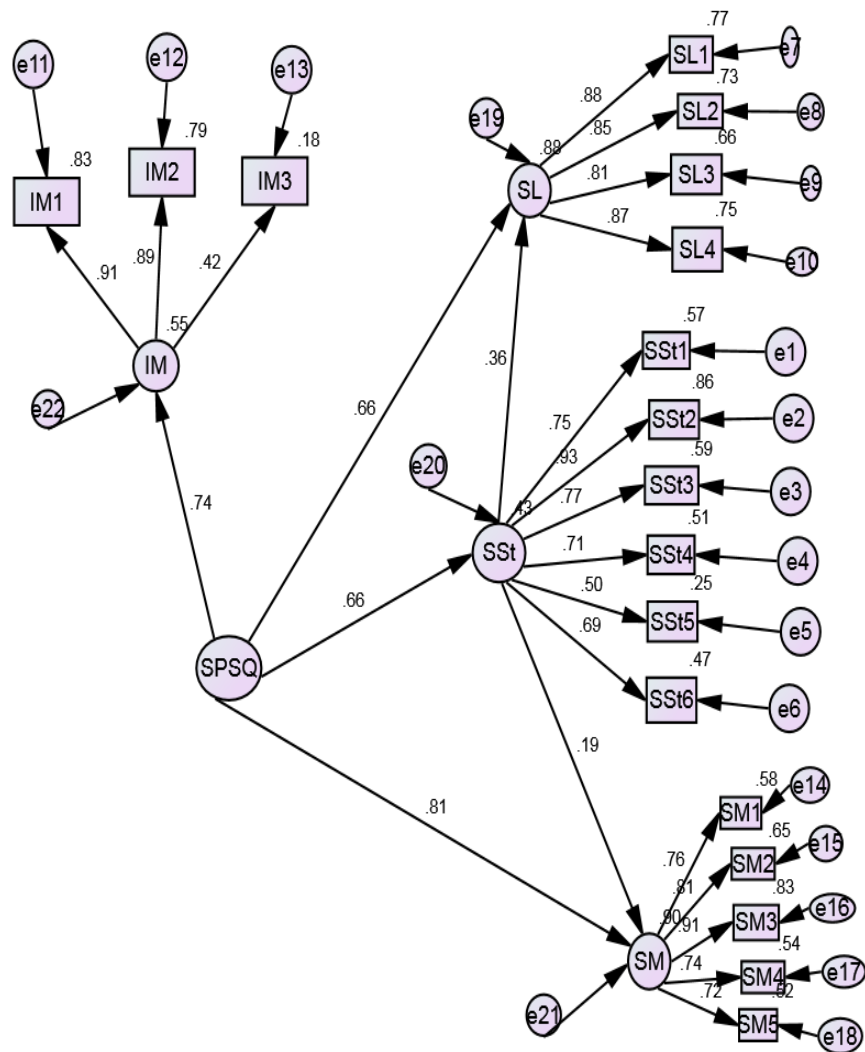 .77
e7
SL1
.88
.73
e19
SL2
e8
.85
.88
.66
SL
SL3
e9
.81
.75
.87
SL4
e10
e11
e12
e13
.83
.79
.18
IM1
IM2
IM3
.91
.89
.42
.55
IM
e22
.74
.66
.36
.57
SSt1
e1
.86
.75
SSt2
e2
.93
.59
e20
.77
SSt3
e3
.43
.51
SSt
.71
SSt4
e4
.25
.50
SSt5
e5
.69
.47
SSt6
e6
.66
SPSQ
.19
.81
.58
e14
SM1
.76
.65
e15
SM2
.81
.83
.90
.91
SM3
e16
.54
SM
.74
SM4
e17
.72
.52
e21
SM5
e18